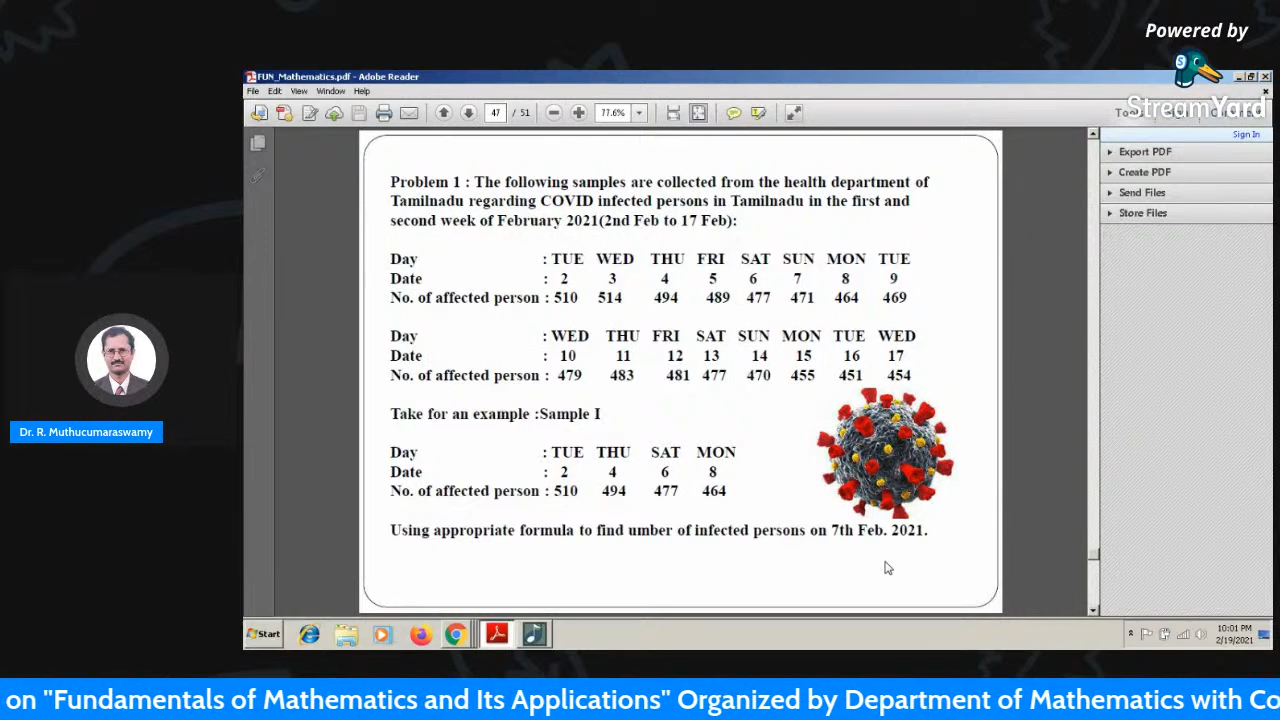 Powered by
StreamYard
FUN_Mathematics.pdf - Adobe Reader
File Edit View Window Help
47 / 51 77.6%
Sign In
Export PDF
Create PDF
Send Files
Store Files
Problem 1 : The following samples are collected from the health department of
Tamilnadu regarding COVID infected persons in Tamilnadu in the first and
second week of February 2021(2nd Feb to 17 Feb):
Day : TUE WED THU FRI SAT SUN MON TUE
Date : 2 3 4 5 6 7 8 9
No. of affected person : 510 514 494 489 477 471 464 469
Day : WED THU FRI SAT SUN MON TUE WED
Date : 10 11 12 13 14 15 16 17
No. of affected person : 479 483 481 477 470 455 451 454
Take for an example :Sample I
Day : TUE THU SAT MON
Date : 2 4 6 8
No. of affected person : 510 494 477 464
Using appropriate formula to find umber of infected persons on 7th Feb. 2021.
Dr. R. Muthucumaraswamy
Start
10:01 PM
2/19/2021
on "Fundamentals of Mathematics and Its Applications" Organized by Department of Mathematics with Co